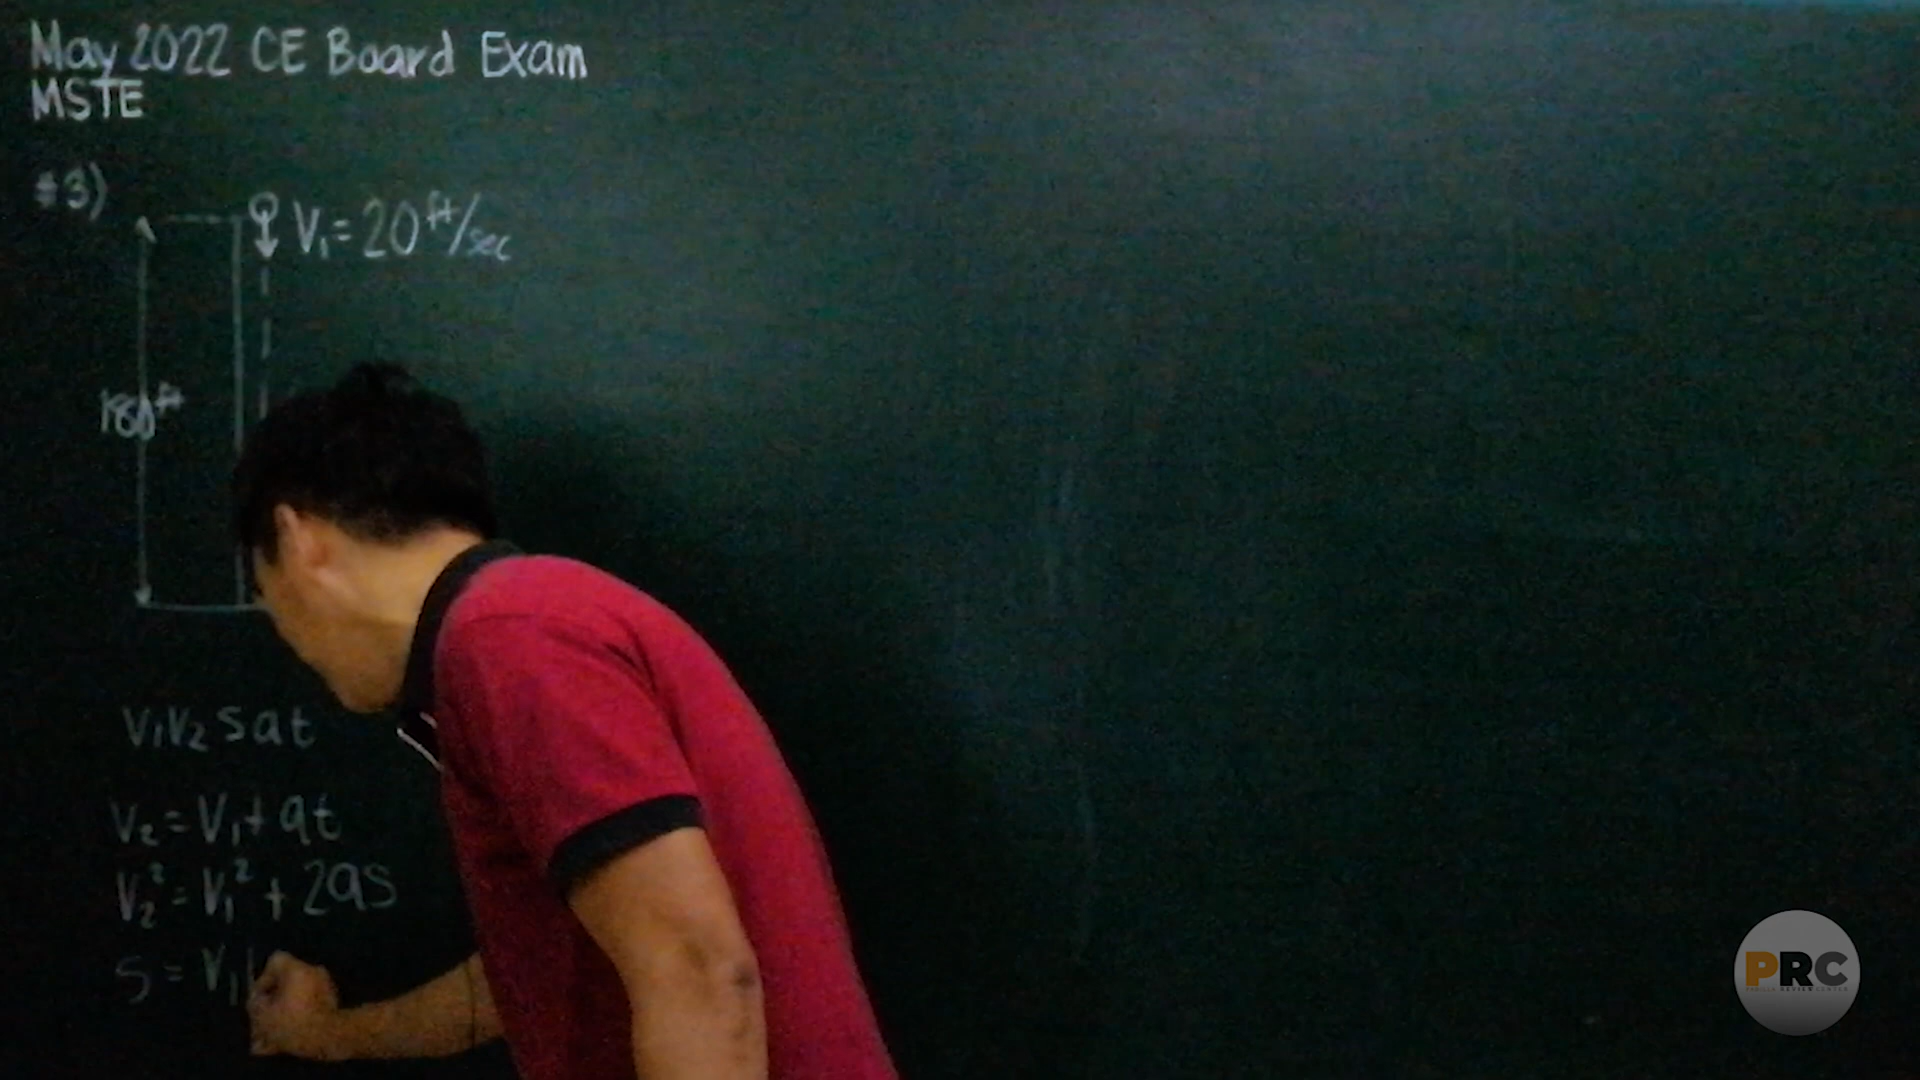 May 2022 CE Board Exam
MSTE
#3)
V₁ = 20 ft/sec
180 ft
V₁ V₂ s a t
V₂ = V₁ + at
V₂² = V₁² + 2as
s = V₁
PRC